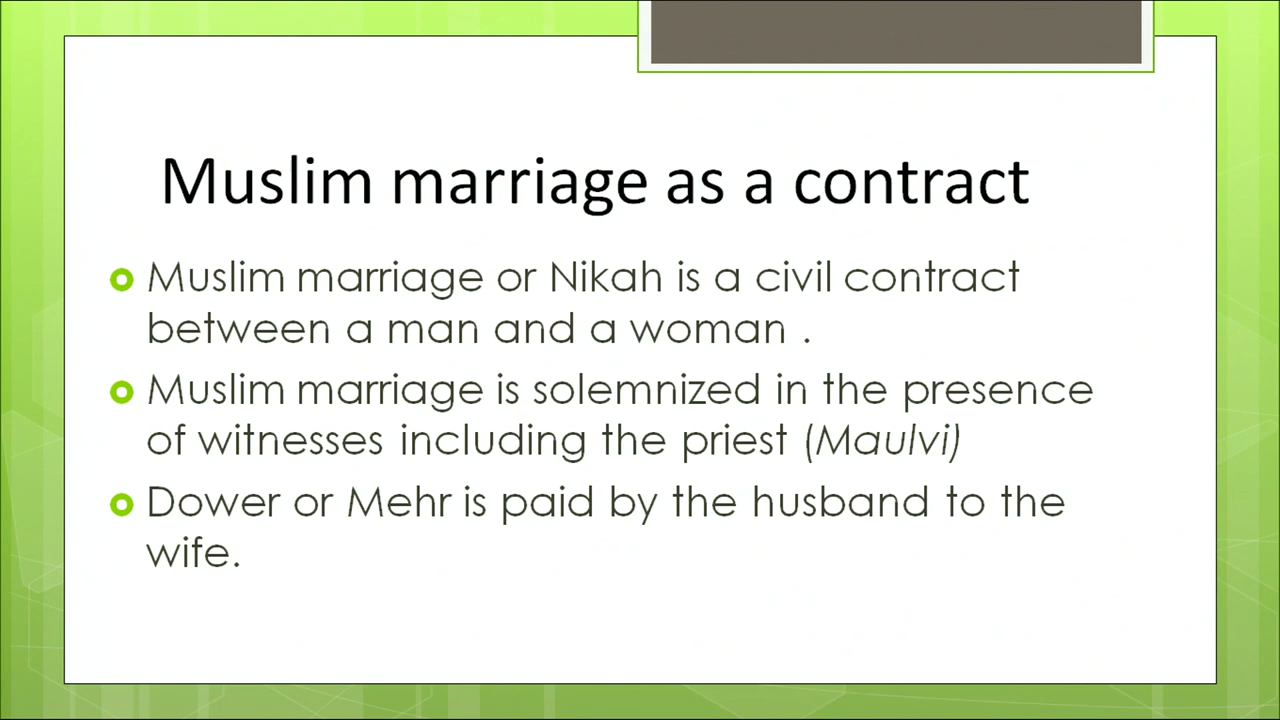 Muslim marriage as a contract
Muslim marriage or Nikah is a civil contract
between a man and a woman .
Muslim marriage is solemnized in the presence
of witnesses including the priest (Maulvi)
Dower or Mehr is paid by the husband to the
wife.